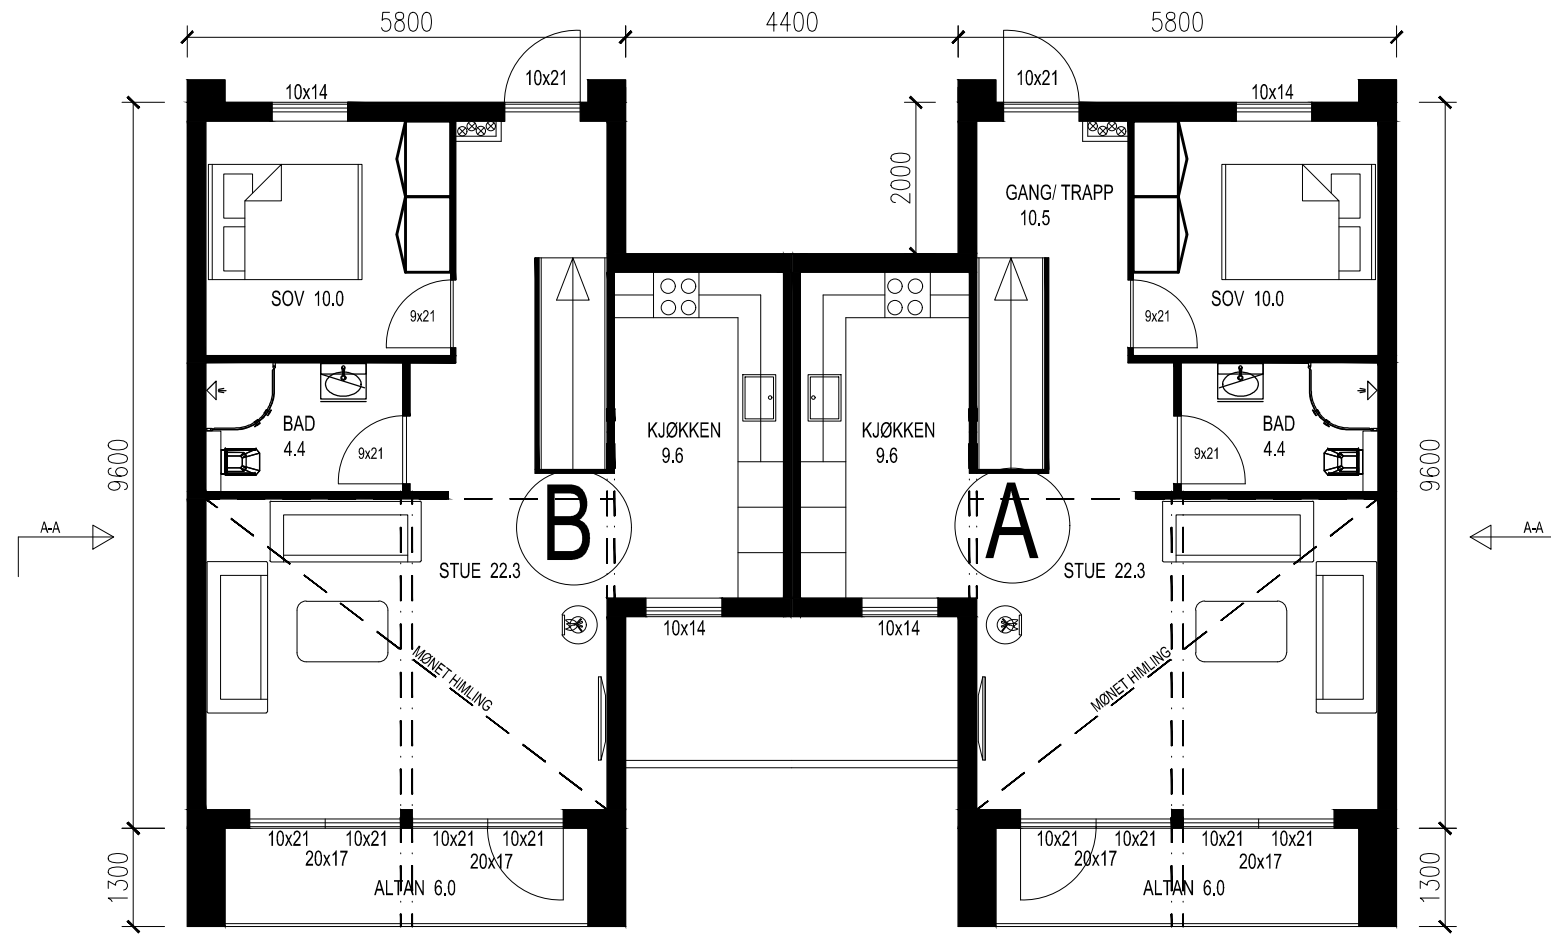 5800 4400 5800
10x21 10x21
10x14 10x14
2000
GANG/ TRAPP
10.5
SOV 10.0 SOV 10.0
9x21 9x21
BAD KJØKKEN KJØKKEN BAD
4.4 9.6 9.6 4.4
9x21 9x21
9600 9600
A-A B A A-A
STUE 22.3 STUE 22.3
10x14 10x14
MØNET HIMLING MØNET HIMLING
10x21 10x21 10x21 10x21 10x21 10x21 10x21 10x21
20x17 20x17 20x17 20x17
1300 1300
ALTAN 6.0 ALTAN 6.0